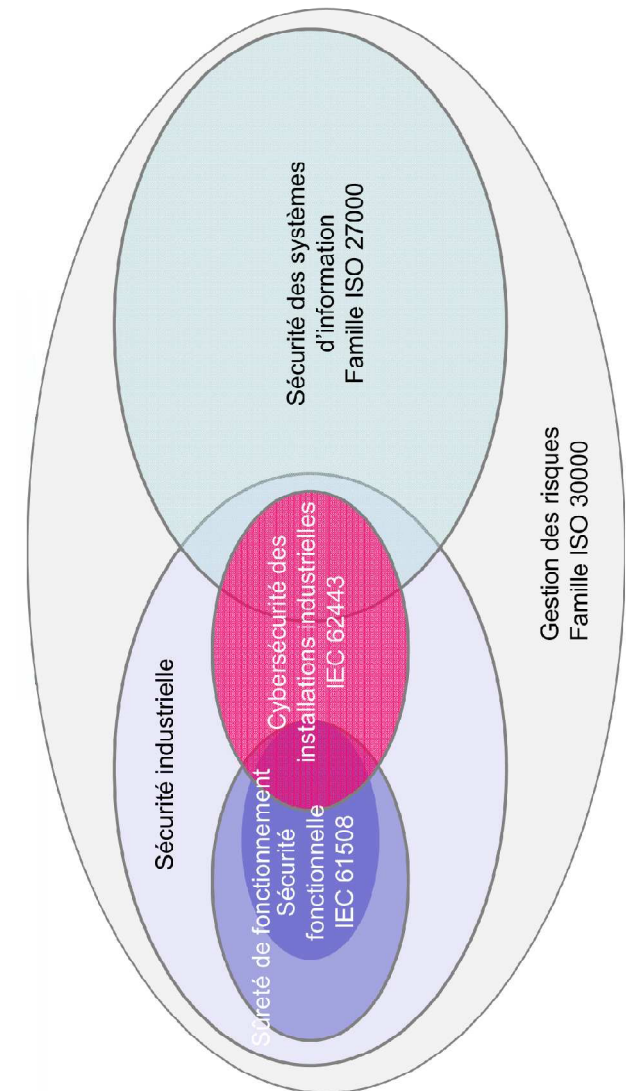 Sécurité industrielle
Sûreté de fonctionnement
Sécurité
fonctionnelle
IEC 61508
Cybersécurité des
installations industrielles
IEC 62443
Sécurité des systèmes
d’information
Famille ISO 27000
Gestion des risques
Famille ISO 30000